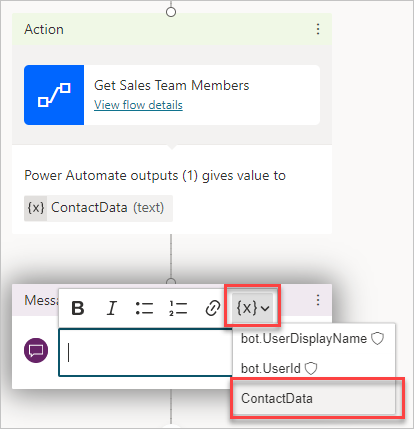 Action
Get Sales Team Members
View flow details
Power Automate outputs (1) gives value to
{x} ContactData (text)
Messa
B I {x}
bot.UserDisplayName
bot.UserId
ContactData